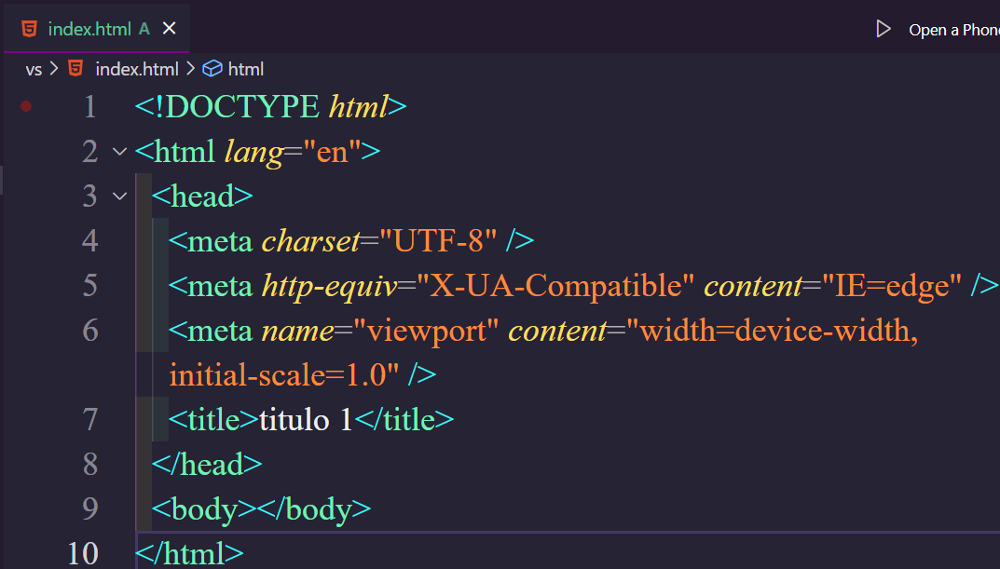 index.html A
Open a Phon
vs > index.html > html
1 <!DOCTYPE html>
2 <html lang="en">
3 <head>
4 <meta charset="UTF-8" />
5 <meta http-equiv="X-UA-Compatible" content="IE=edge" />
6 <meta name="viewport" content="width=device-width,
initial-scale=1.0" />
7 <title>titulo 1</title>
8 </head>
9 <body></body>
10 </html>